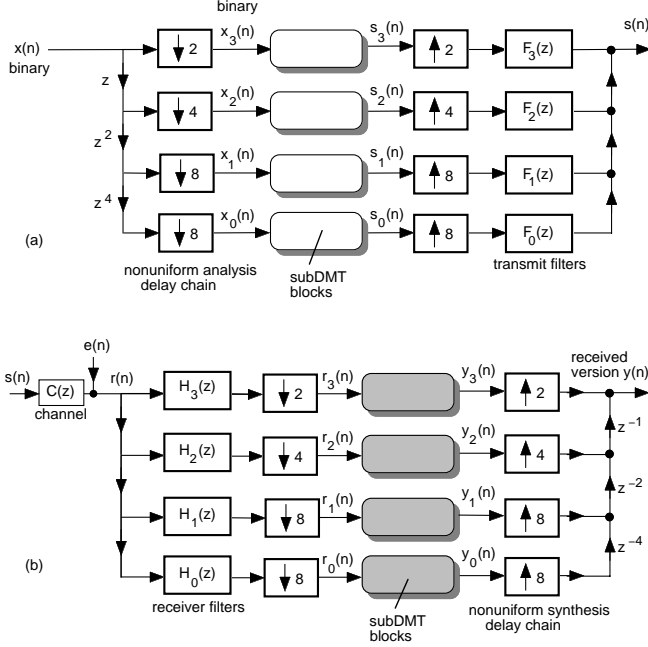 binary
x(n)
binary
↓ 2
x₃(n)
s₃(n)
↑ 2
F₃(z)
s(n)
z
↓ 4
x₂(n)
s₂(n)
↑ 4
F₂(z)
z ²
↓ 8
x₁(n)
s₁(n)
↑ 8
F₁(z)
z ⁴
↓ 8
x₀(n)
s₀(n)
↑ 8
F₀(z)
(a)
nonuniform analysis
delay chain
subDMT
blocks
transmit filters
e(n)
s(n)
C(z)
channel
r(n)
H₃(z)
↓ 2
r₃(n)
y₃(n)
↑ 2
received
version y(n)
z⁻¹
H₂(z)
↓ 4
r₂(n)
y₂(n)
↑ 4
z⁻²
H₁(z)
↓ 8
r₁(n)
y₁(n)
↑ 8
z⁻⁴
(b)
H₀(z)
↓ 8
r₀(n)
y₀(n)
↑ 8
receiver filters
subDMT
blocks
nonuniform synthesis
delay chain